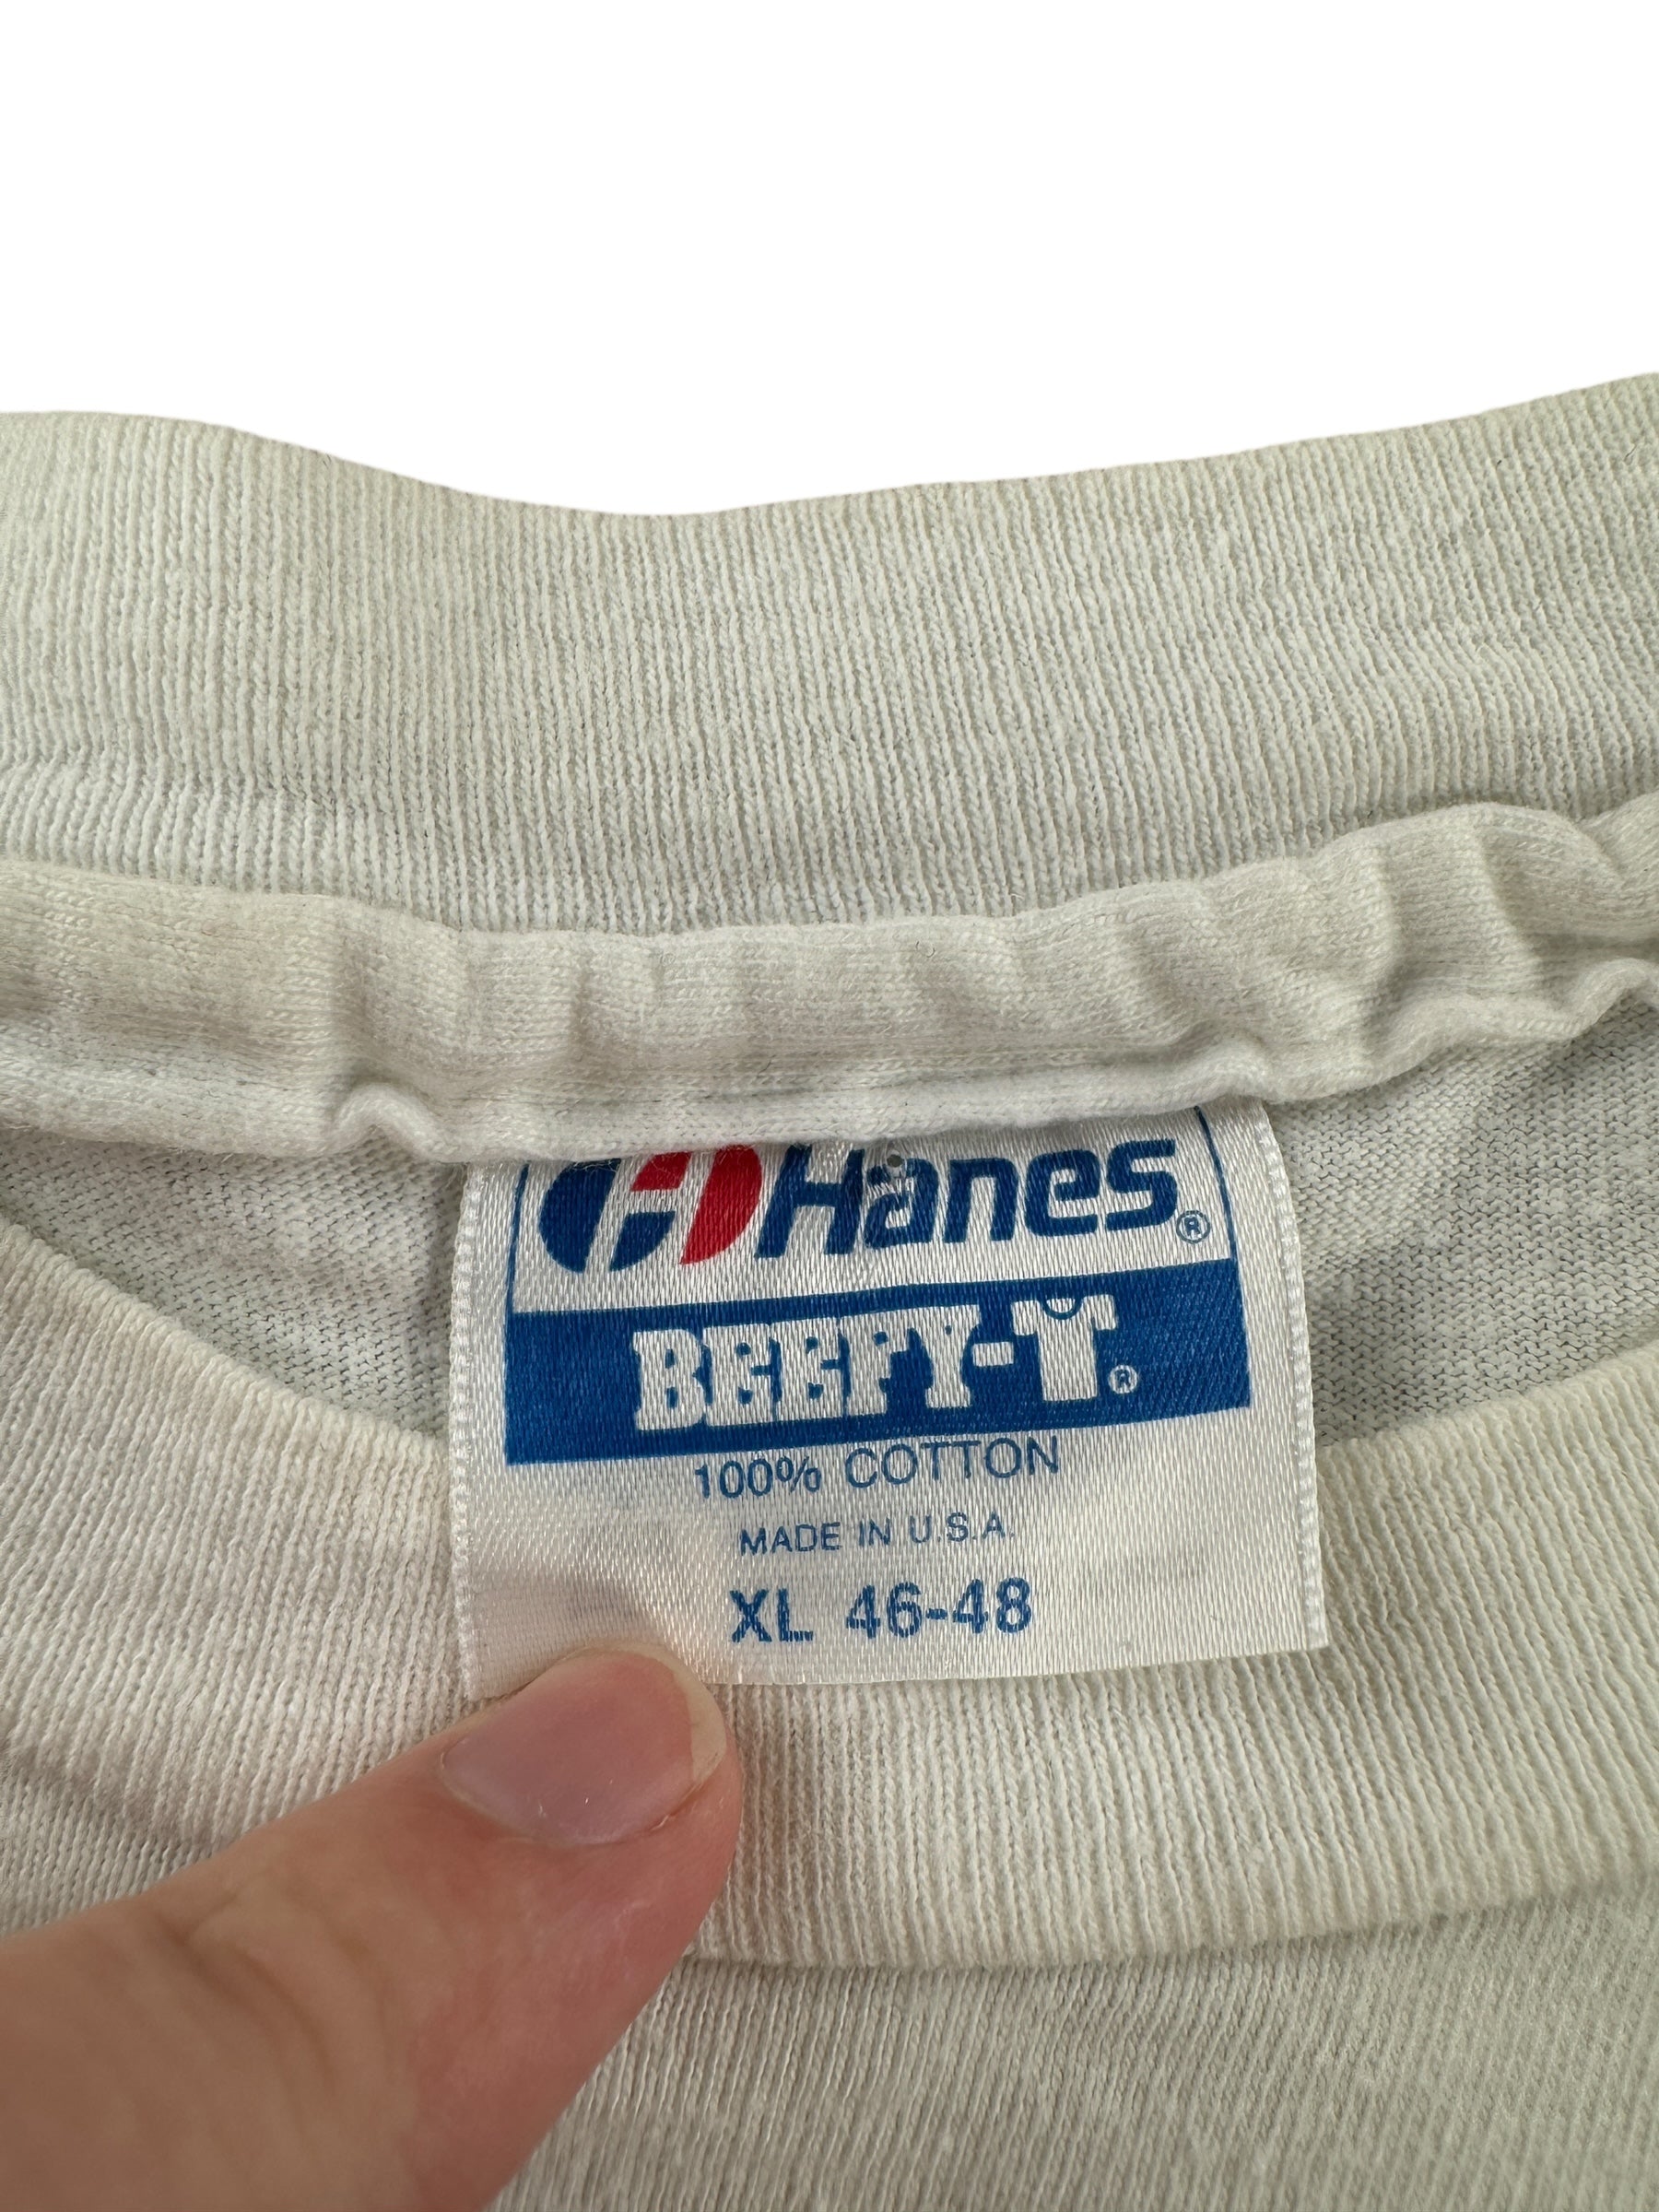 Hanes®
BEEFY-T®
100% COTTON
MADE IN U.S.A.
XL 46-48